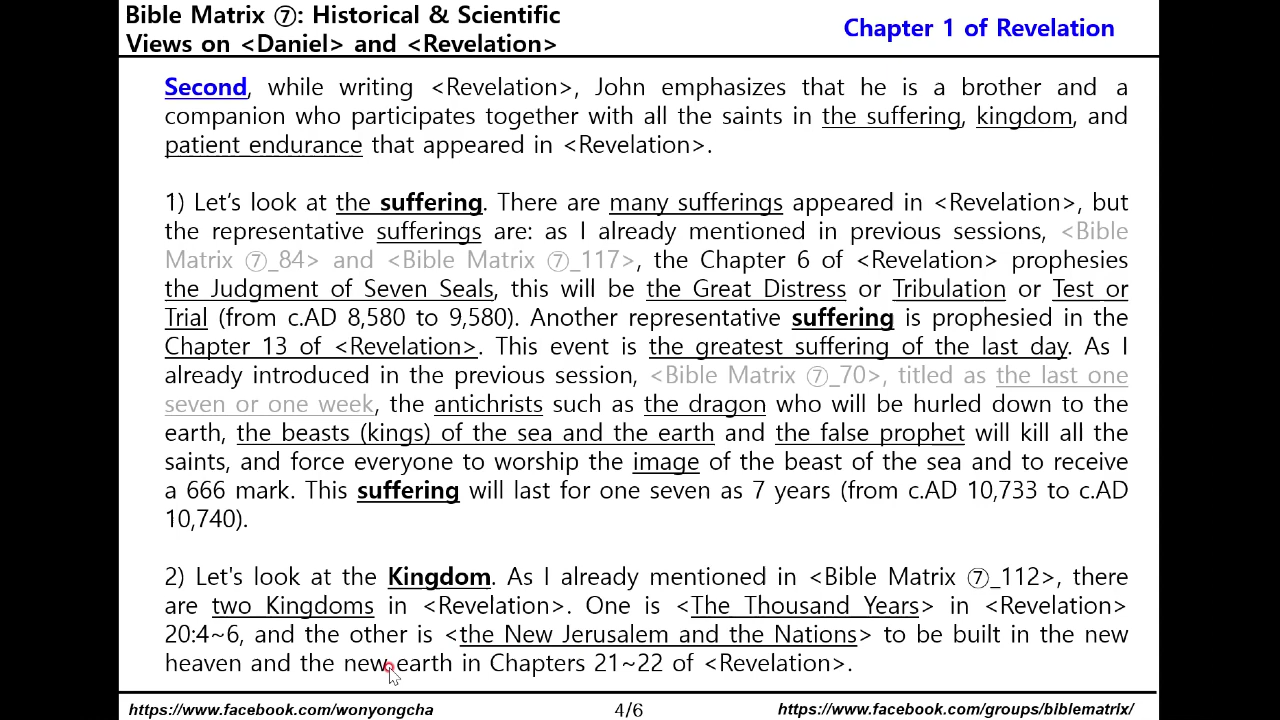 Bible Matrix ⑦: Historical & Scientific
Views on <Daniel> and <Revelation>
Chapter 1 of Revelation
Second, while writing <Revelation>, John emphasizes that he is a brother and a
companion who participates together with all the saints in the suffering, kingdom, and
patient endurance that appeared in <Revelation>.
1) Let‘s look at the suffering. There are many sufferings appeared in <Revelation>, but
the representative sufferings are: as I already mentioned in previous sessions, <Bible
Matrix ⑦_84> and <Bible Matrix ⑦_117>, the Chapter 6 of <Revelation> prophesies
the Judgment of Seven Seals, this will be the Great Distress or Tribulation or Test or
Trial (from c.AD 8,580 to 9,580). Another representative suffering is prophesied in the
Chapter 13 of <Revelation>. This event is the greatest suffering of the last day. As I
already introduced in the previous session, <Bible Matrix ⑦_70>, titled as the last one
seven or one week, the antichrists such as the dragon who will be hurled down to the
earth, the beasts (kings) of the sea and the earth and the false prophet will kill all the
saints, and force everyone to worship the image of the beast of the sea and to receive
a 666 mark. This suffering will last for one seven as 7 years (from c.AD 10,733 to c.AD
10,740).
2) Let's look at the Kingdom. As I already mentioned in <Bible Matrix ⑦_112>, there
are two Kingdoms in <Revelation>. One is <The Thousand Years> in <Revelation>
20:4~6, and the other is <the New Jerusalem and the Nations> to be built in the new
heaven and the new earth in Chapters 21~22 of <Revelation>.
https://www.facebook.com/wonyongcha
4/6
https://www.facebook.com/groups/biblematrix/